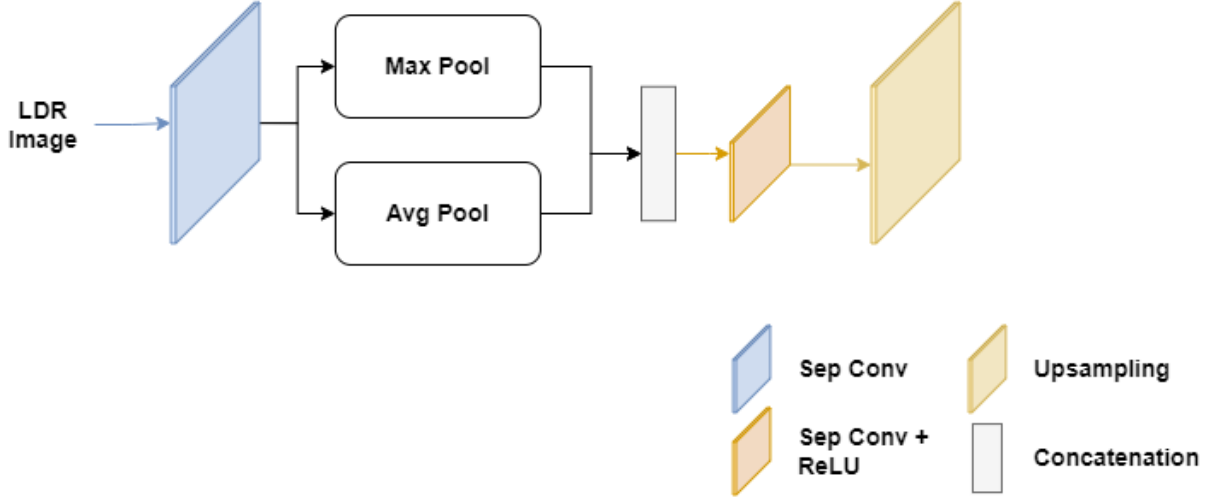 Max Pool
LDR
Image
Avg Pool
Sep Conv
Upsampling
Sep Conv +
ReLU
Concatenation